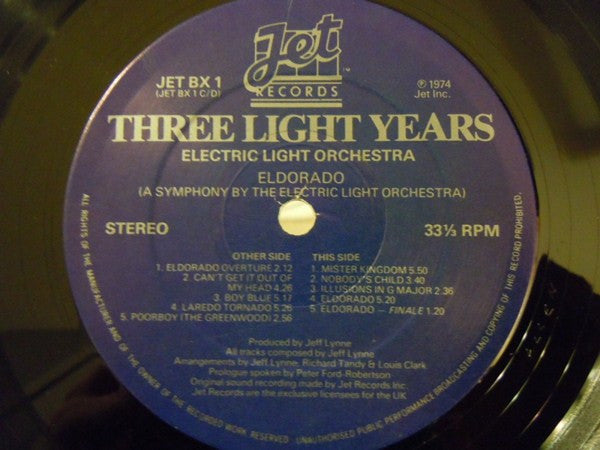 Jet
RECORDS
TM
JET BX 1
(JET BX 1 C/D)
℗ 1974
Jet Inc.
THREE LIGHT YEARS
ELECTRIC LIGHT ORCHESTRA
ELDORADO
(A SYMPHONY BY THE ELECTRIC LIGHT ORCHESTRA)
STEREO
33⅓ RPM
OTHER SIDE
1. ELDORADO OVERTURE 2.12
2. CAN'T GET IT OUT OF
MY HEAD 4.26
3. BOY BLUE 5.17
4. LAREDO TORNADO 5.26
5. POORBOY (THE GREENWOOD) 2.56
THIS SIDE
1. MISTER KINGDOM 5.50
2. NOBODY'S CHILD 3.40
3. ILLUSIONS IN G MAJOR 2.36
4. ELDORADO 5.20
5. ELDORADO — FINALE 1.20
Produced by Jeff Lynne
All tracks composed by Jeff Lynne
Arrangements by Jeff Lynne, Richard Tandy & Louis Clark
Prologue spoken by Peter Ford-Robertson
Original sound recording made by Jet Records Inc.
Jet Records are the exclusive licensees for the UK
ALL RIGHTS OF THE MANUFACTURER AND OF THE OWNER OF THE RECORDED WORK RESERVED. UNAUTHORISED PUBLIC PERFORMANCE BROADCASTING AND COPYING OF THIS RECORD PROHIBITED.